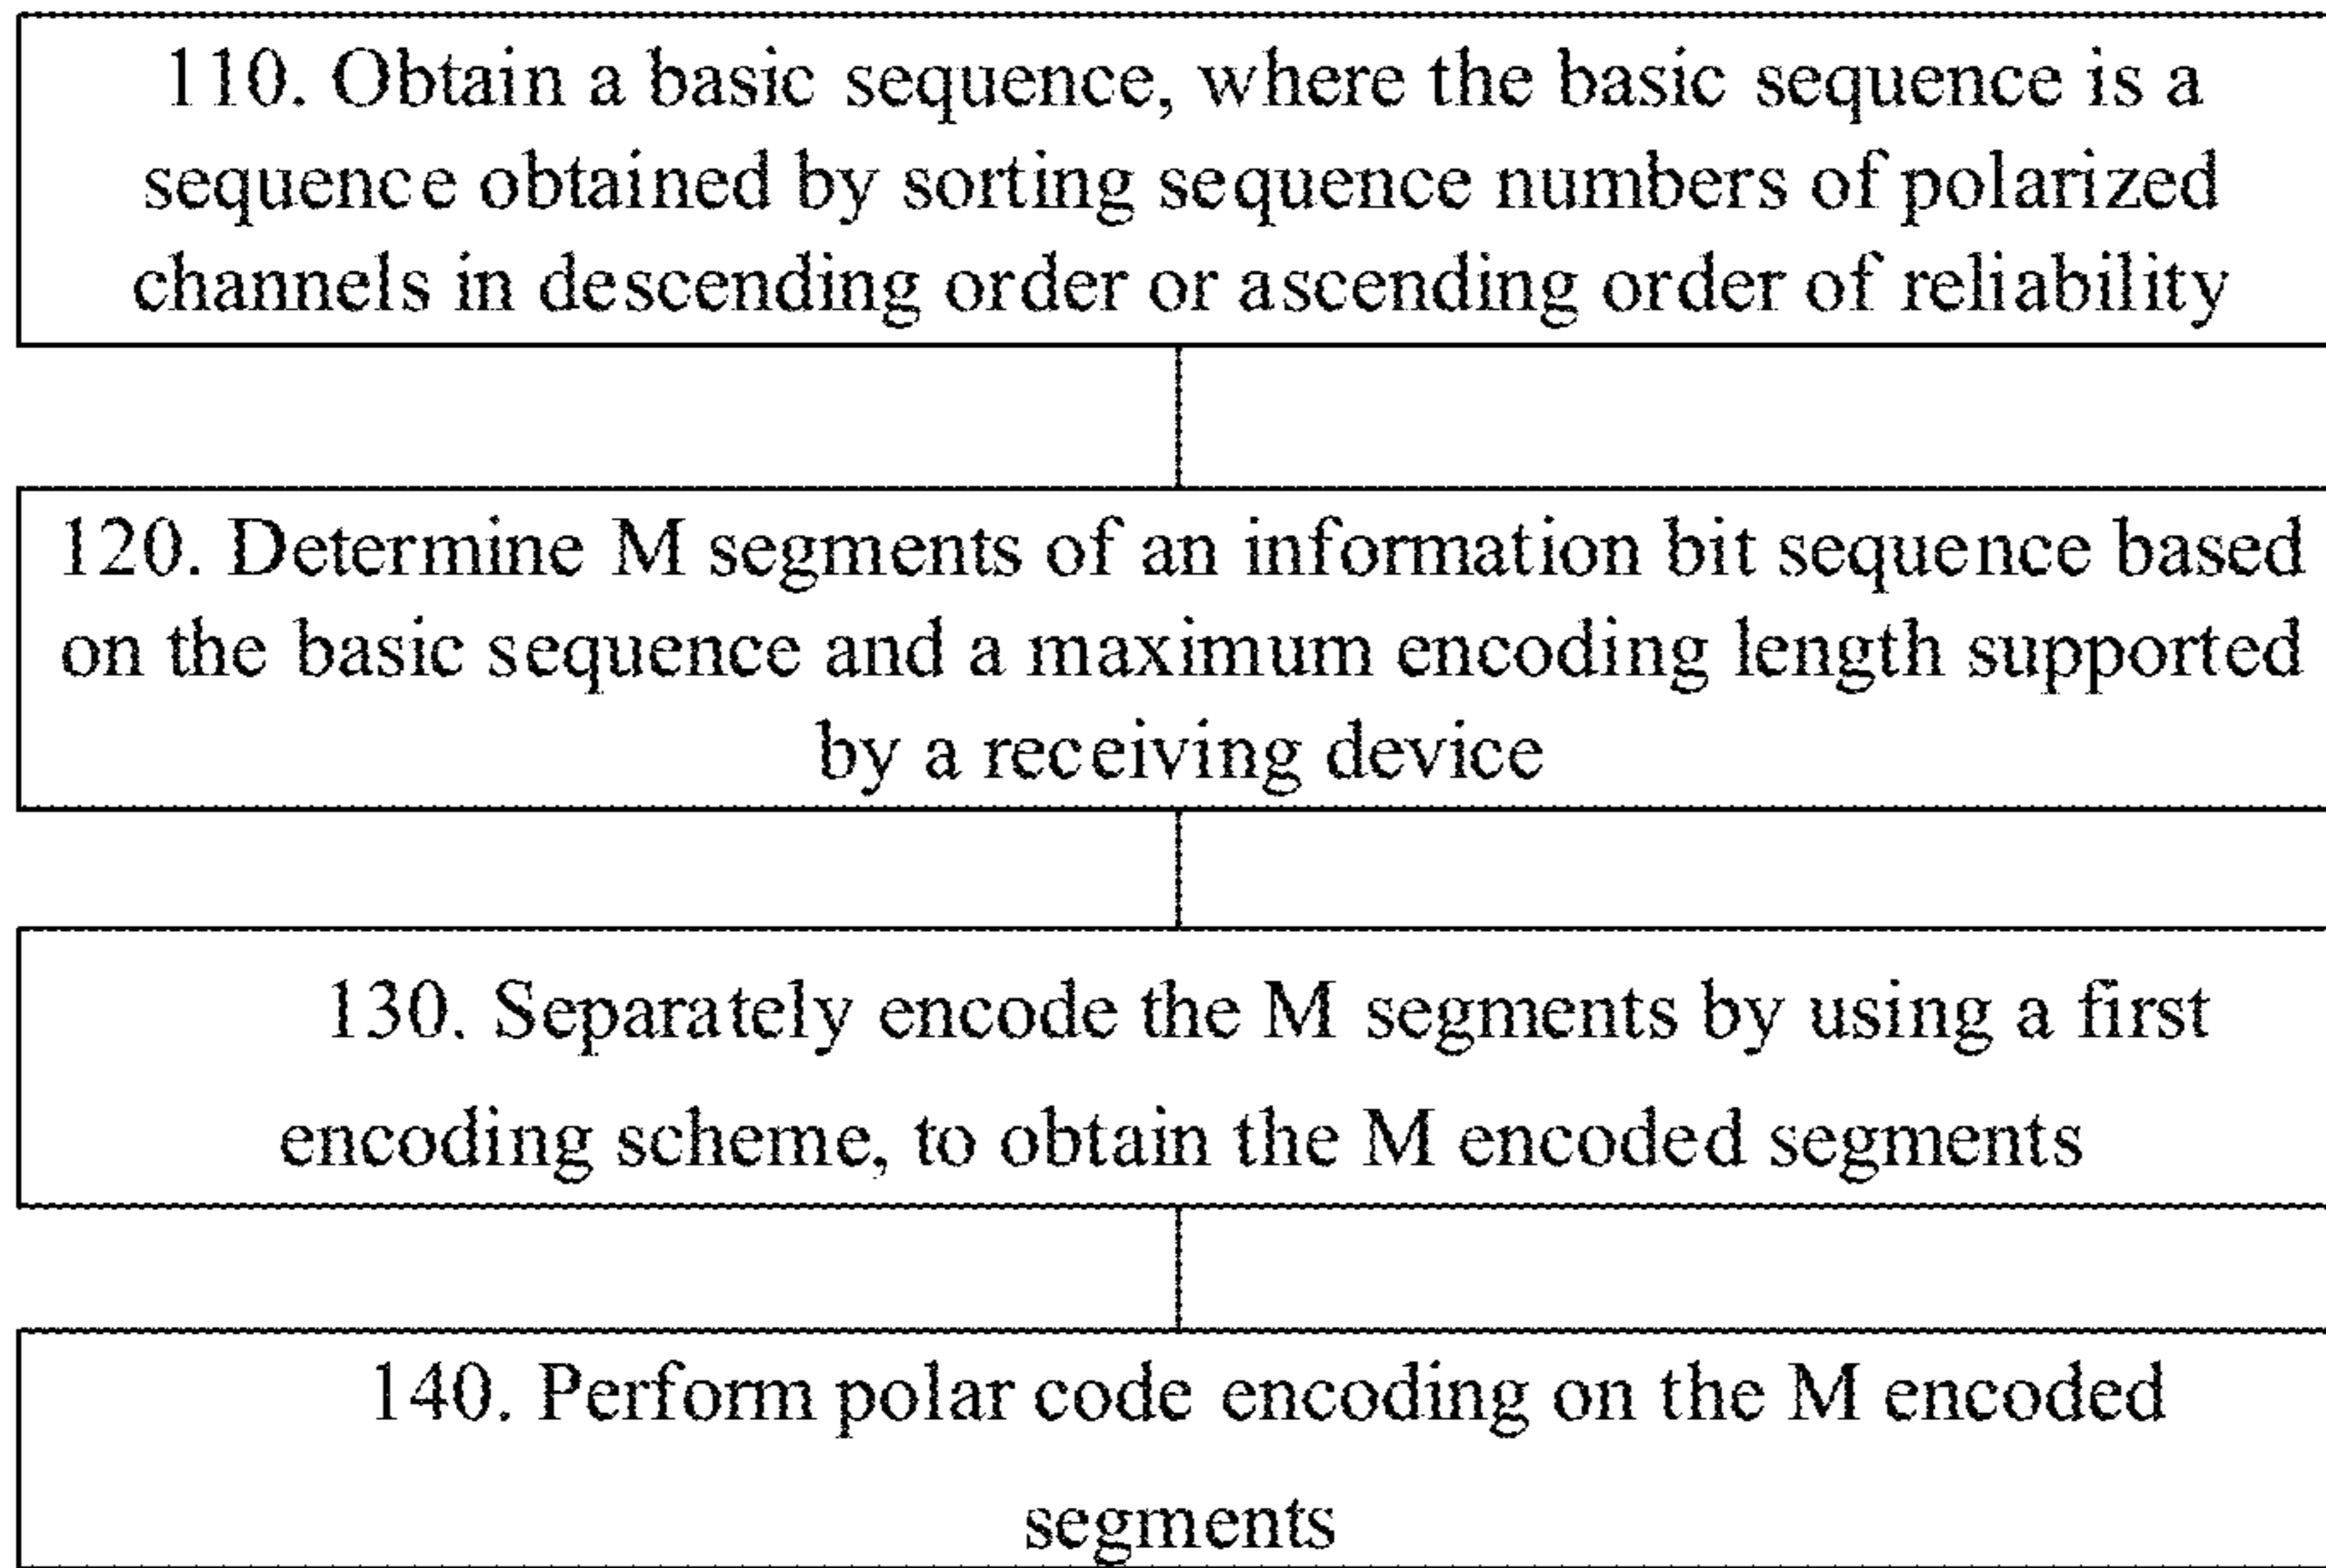 110. Obtain a basic sequence, where the basic sequence is a
sequence obtained by sorting sequence numbers of polarized
channels in descending order or ascending order of reliability
120. Determine M segments of an information bit sequence based
on the basic sequence and a maximum encoding length supported
by a receiving device
130. Separately encode the M segments by using a first
encoding scheme, to obtain the M encoded segments
140. Perform polar code encoding on the M encoded
segments